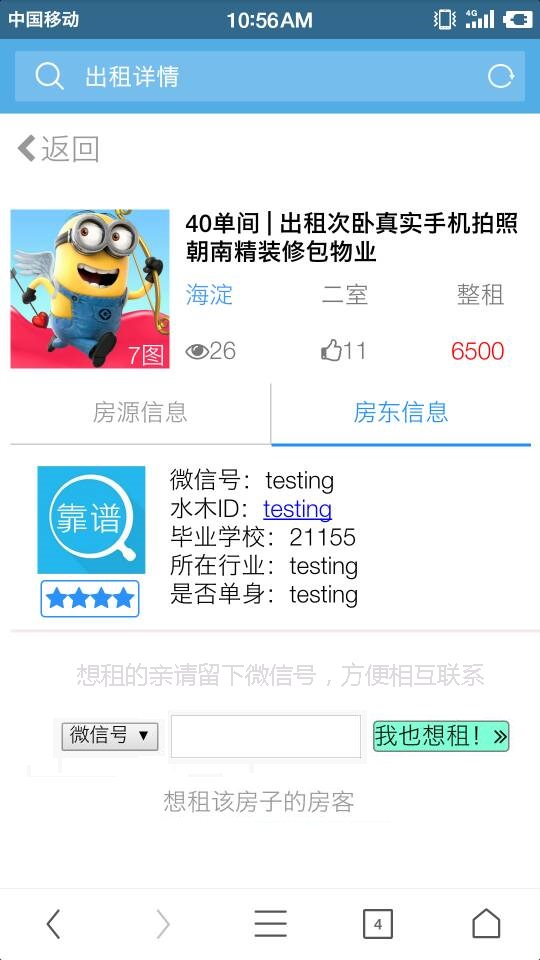 中国移动 10:56AM 4G
出租详情
返回
40单间 | 出租次卧真实手机拍照
朝南精装修包物业
海淀 二室 整租
7图 26 11 6500
房源信息 房东信息
靠谱
微信号：testing
水木ID：testing
毕业学校：21155
所在行业：testing
是否单身：testing
想租的亲请留下微信号，方便相互联系
微信号 ▼ 我也想租！»
想租该房子的房客
4